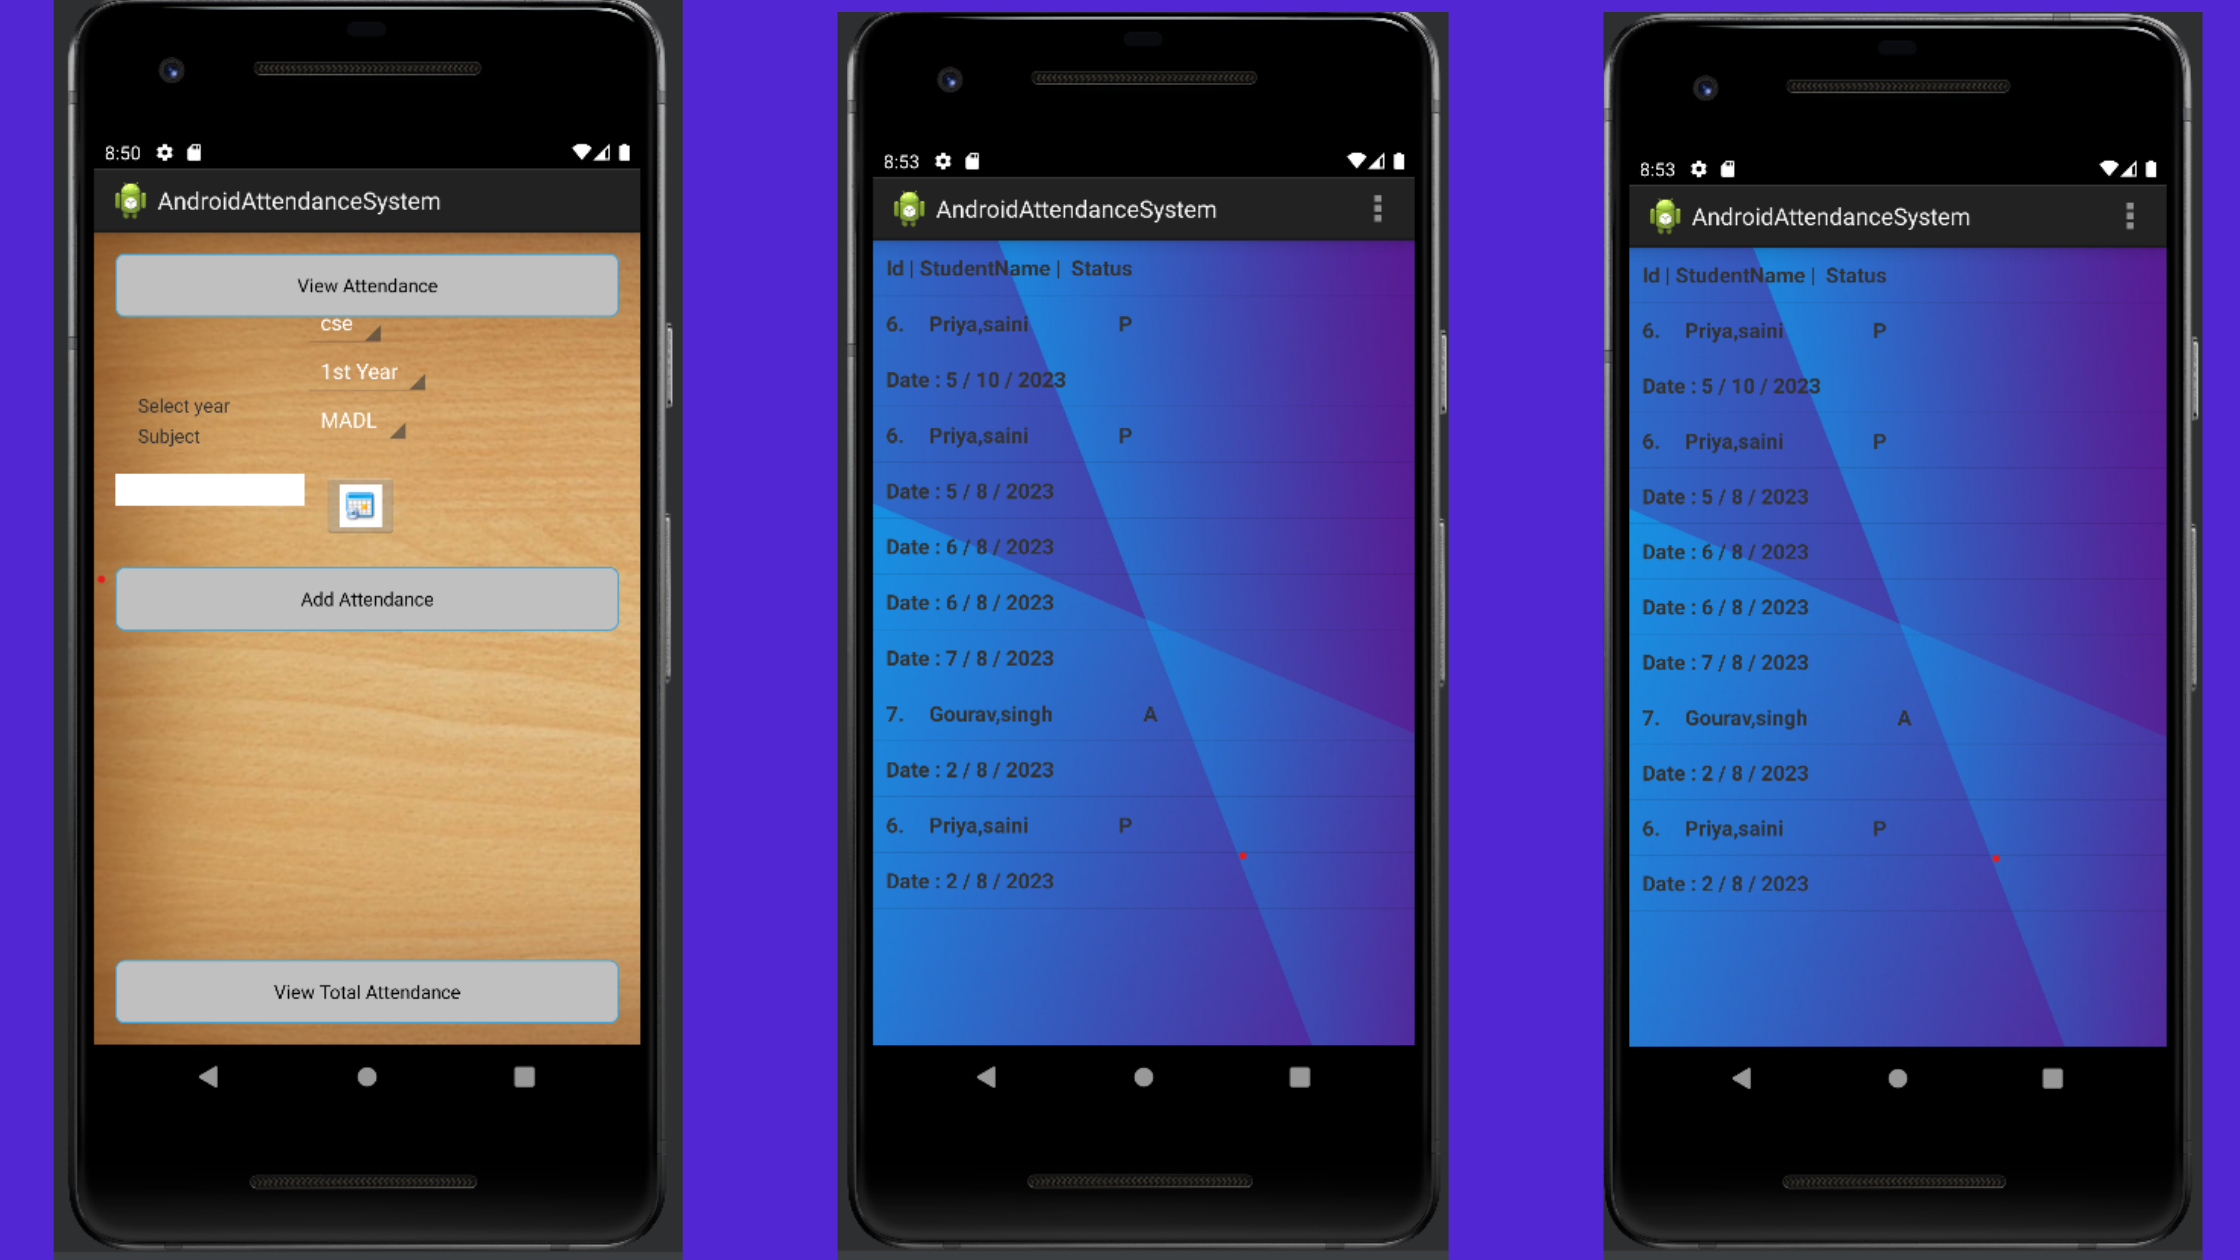 8:50
AndroidAttendanceSystem
View Attendance
cse
1st Year
Select year
MADL
Subject
Add Attendance
View Total Attendance
8:53
AndroidAttendanceSystem
Id | StudentName | Status
6. Priya,saini P
Date : 5 / 10 / 2023
6. Priya,saini P
Date : 5 / 8 / 2023
Date : 6 / 8 / 2023
Date : 6 / 8 / 2023
Date : 7 / 8 / 2023
7. Gourav,singh A
Date : 2 / 8 / 2023
6. Priya,saini P
Date : 2 / 8 / 2023
8:53
AndroidAttendanceSystem
Id | StudentName | Status
6. Priya,saini P
Date : 5 / 10 / 2023
6. Priya,saini P
Date : 5 / 8 / 2023
Date : 6 / 8 / 2023
Date : 6 / 8 / 2023
Date : 7 / 8 / 2023
7. Gourav,singh A
Date : 2 / 8 / 2023
6. Priya,saini P
Date : 2 / 8 / 2023